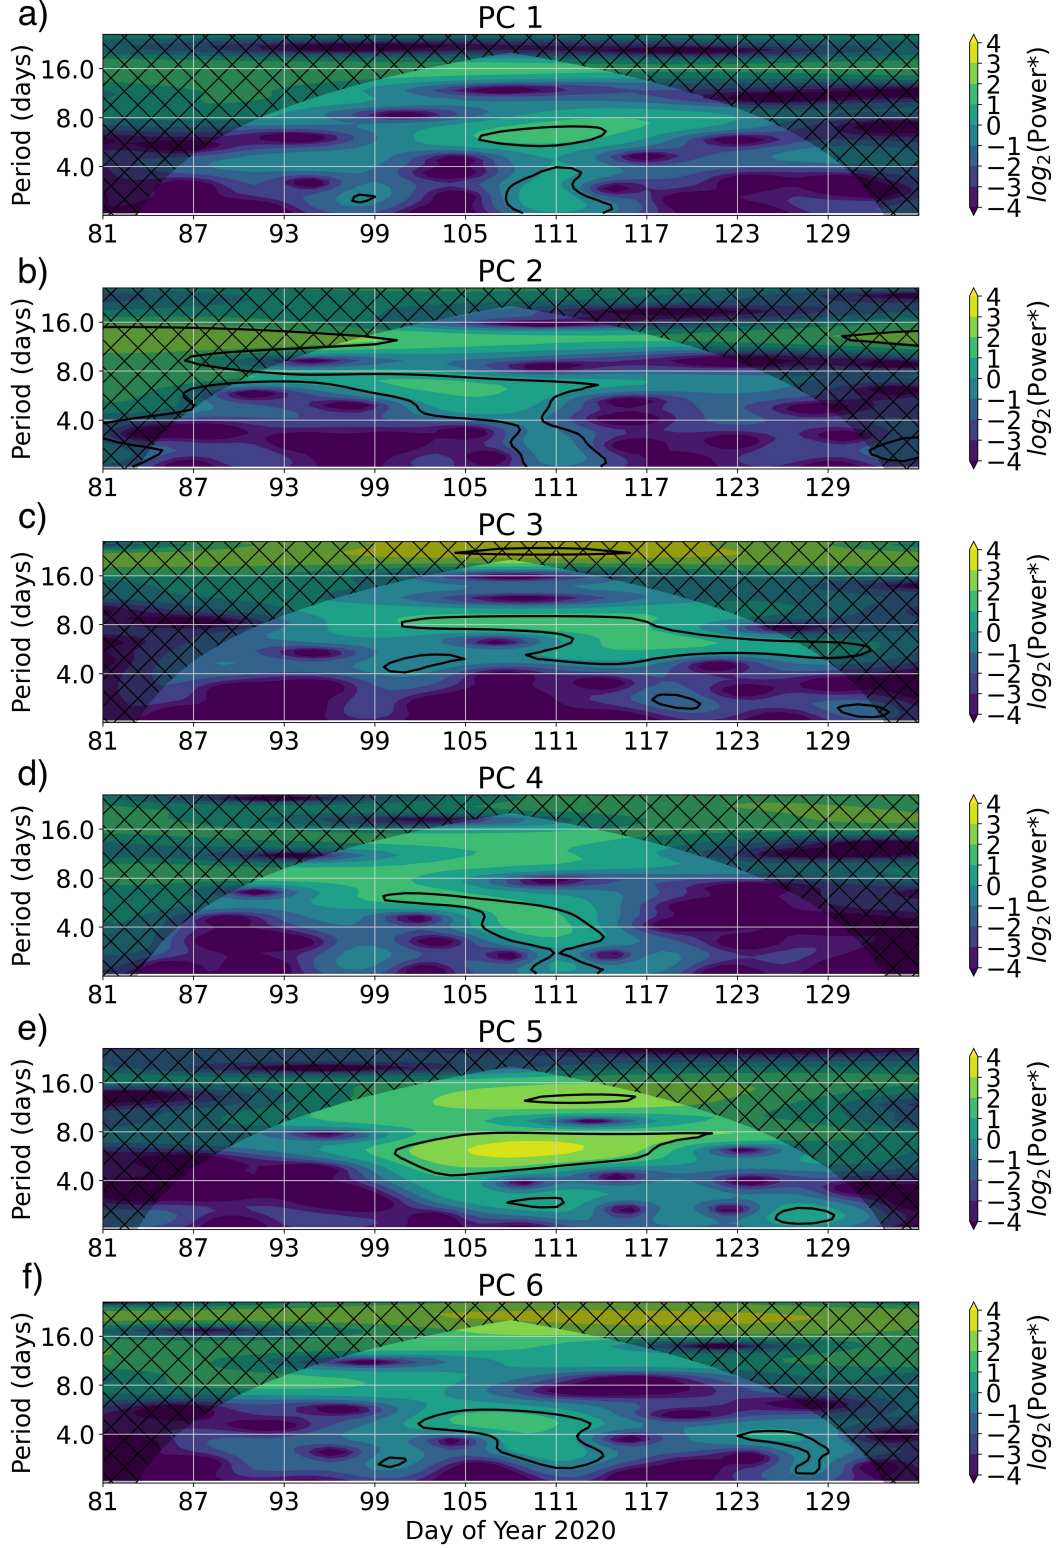 a)
PC 1
Period (days)
16.0
8.0
4.0
81 87 93 99 105 111 117 123 129
4
3
2
1
0
−1
−2
−3
−4
log2(Power*)
b)
PC 2
Period (days)
16.0
8.0
4.0
81 87 93 99 105 111 117 123 129
4
3
2
1
0
−1
−2
−3
−4
log2(Power*)
c)
PC 3
Period (days)
16.0
8.0
4.0
81 87 93 99 105 111 117 123 129
4
3
2
1
0
−1
−2
−3
−4
log2(Power*)
d)
PC 4
Period (days)
16.0
8.0
4.0
81 87 93 99 105 111 117 123 129
4
3
2
1
0
−1
−2
−3
−4
log2(Power*)
e)
PC 5
Period (days)
16.0
8.0
4.0
81 87 93 99 105 111 117 123 129
4
3
2
1
0
−1
−2
−3
−4
log2(Power*)
f)
PC 6
Period (days)
16.0
8.0
4.0
81 87 93 99 105 111 117 123 129
Day of Year 2020
4
3
2
1
0
−1
−2
−3
−4
log2(Power*)